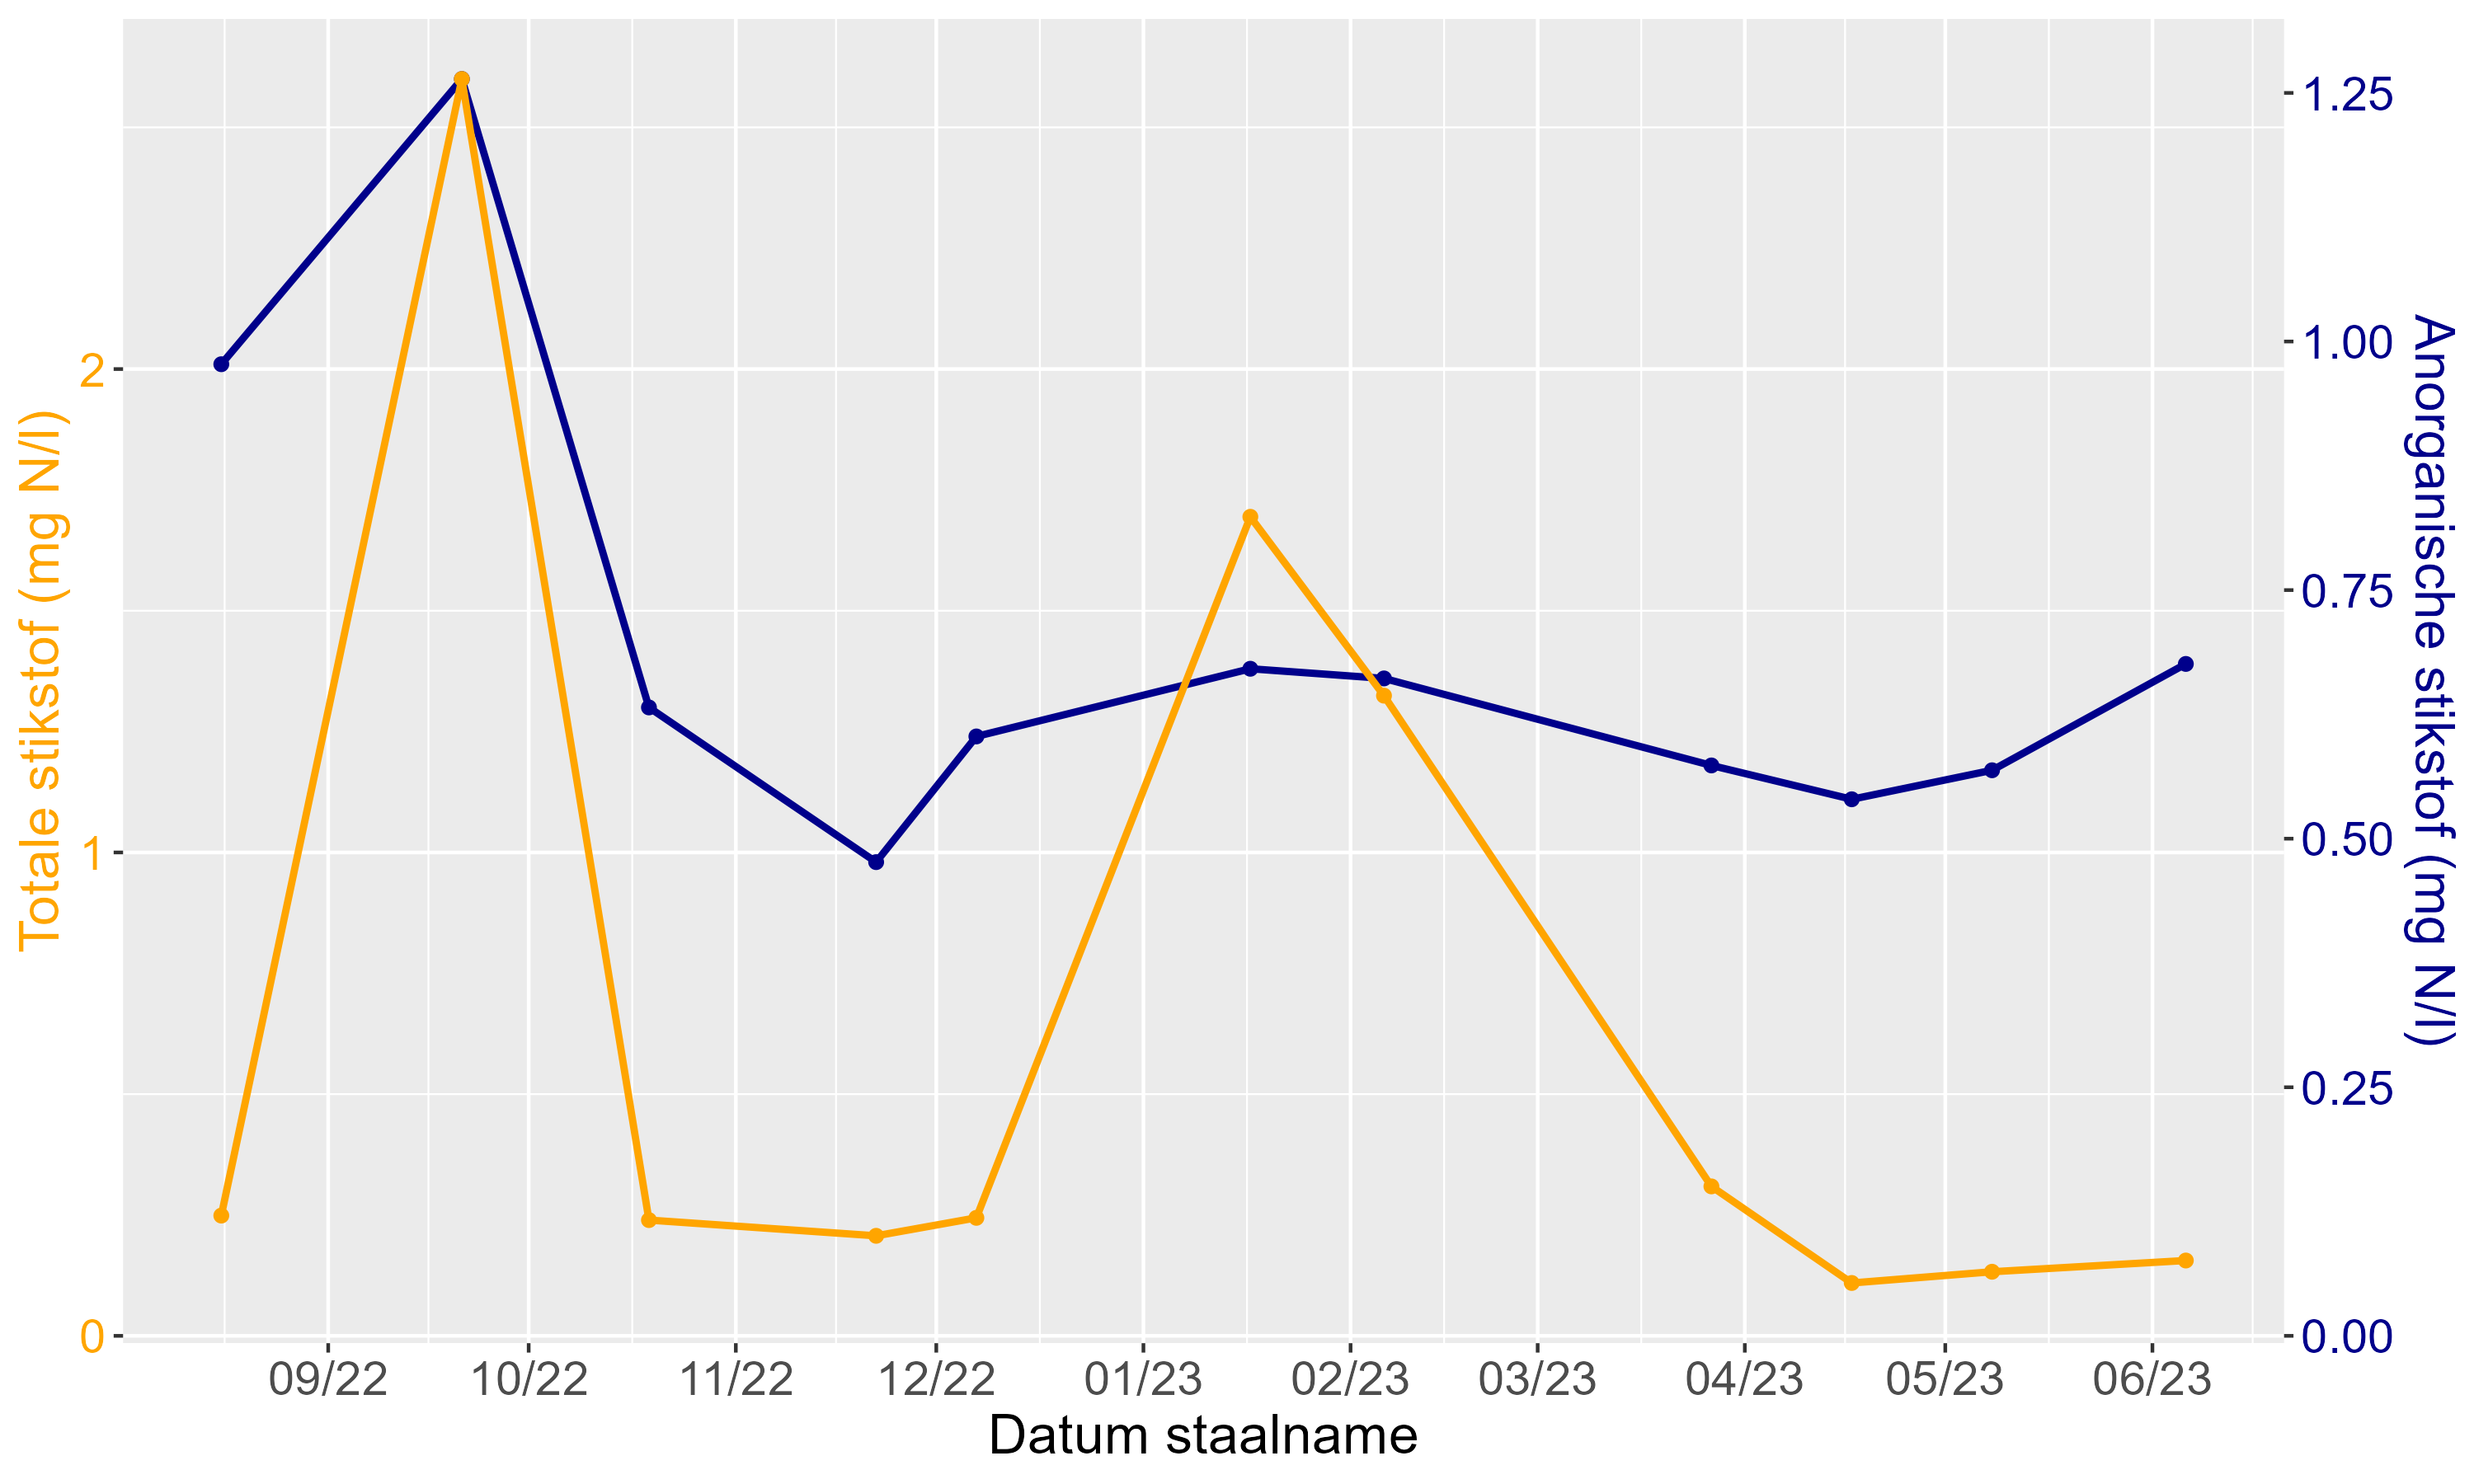 Totale stikstof (mg N/l)
2
1
0
1.25
1.00
0.75
0.50
0.25
0.00
Anorganische stikstof (mg N/l)
09/22 10/22 11/22 12/22 01/23 02/23 03/23 04/23 05/23 06/23
Datum staalname